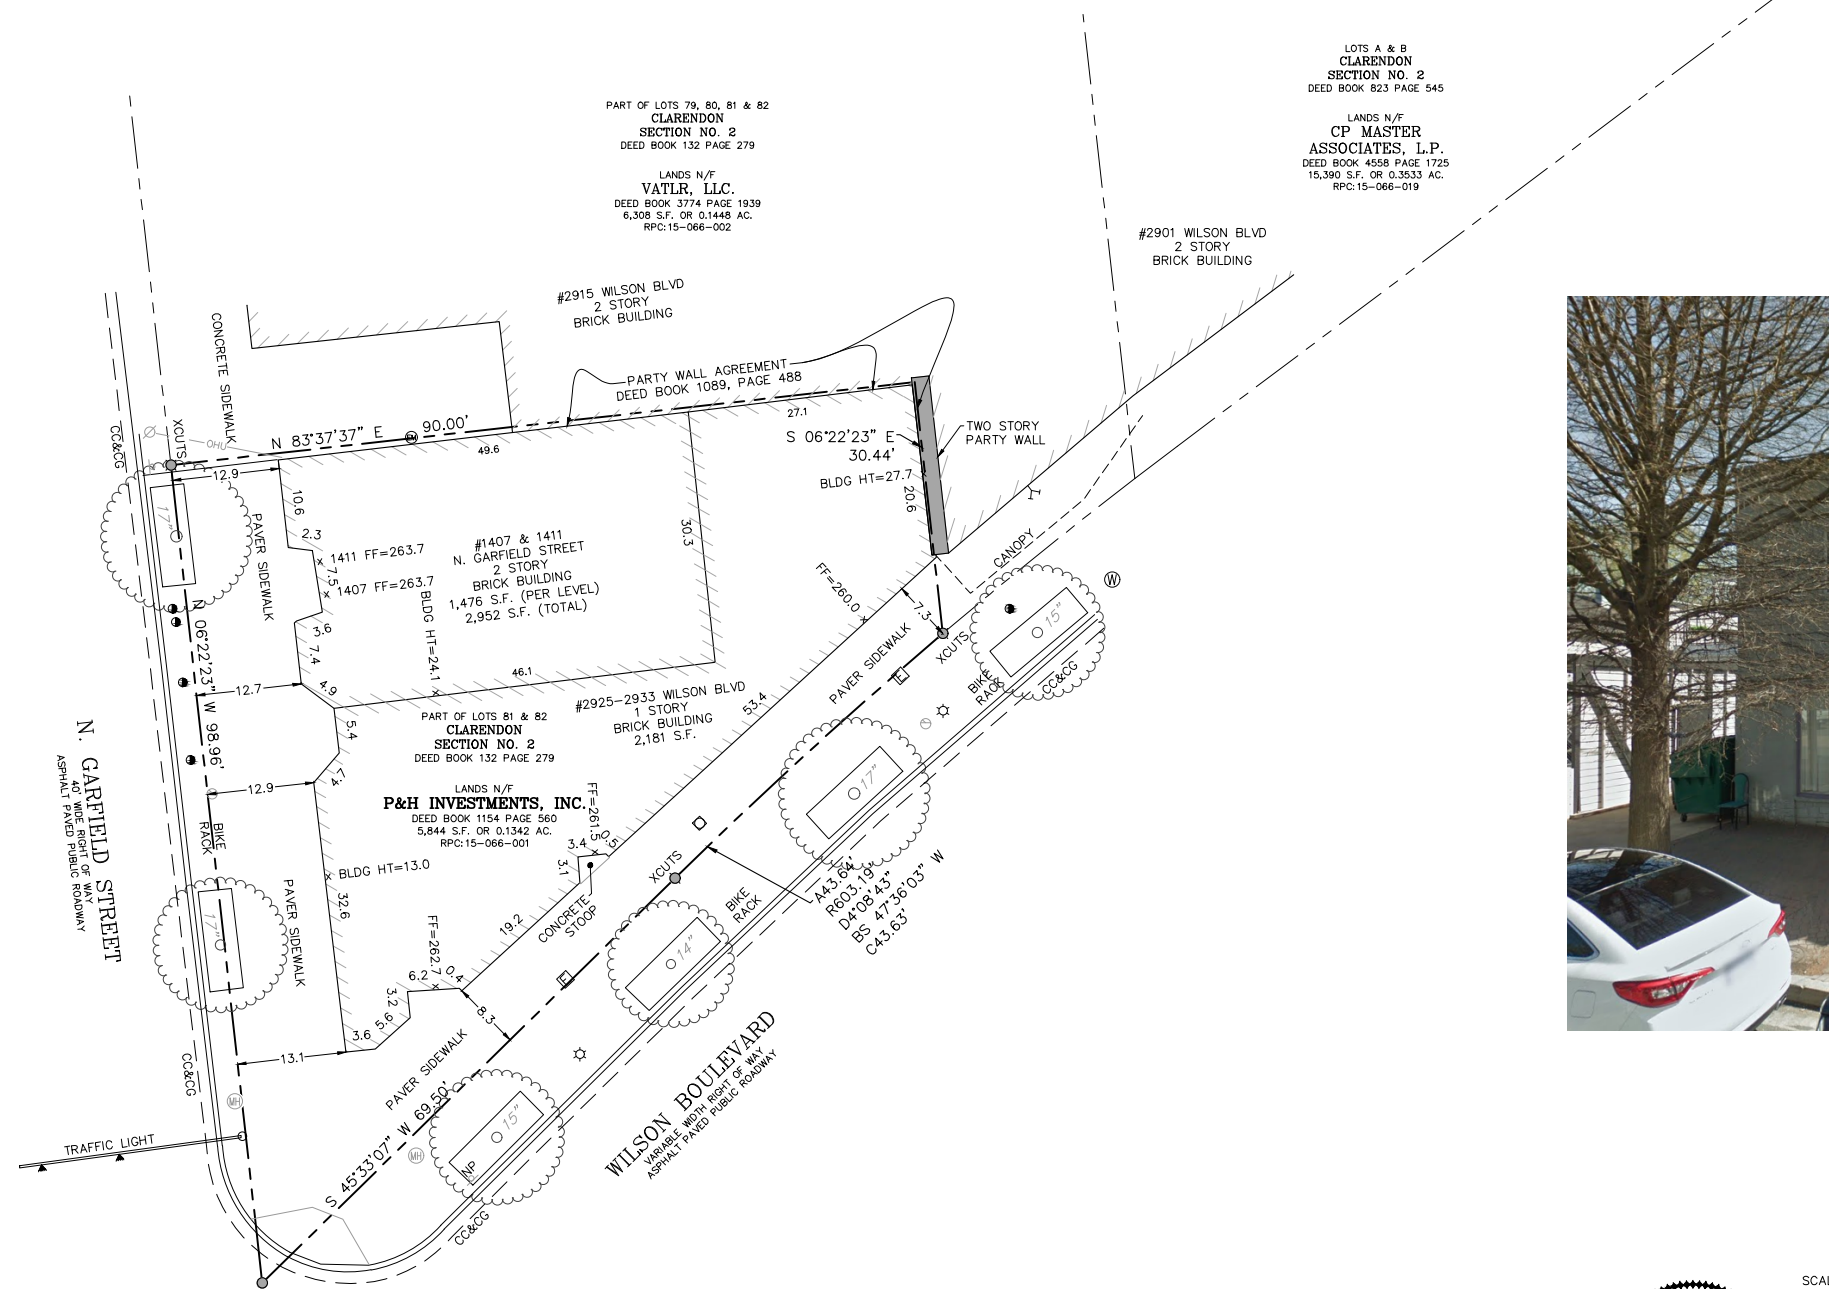 LOTS A & B
CLARENDON
SECTION NO. 2
DEED BOOK 823 PAGE 545
LANDS N/F
CP MASTER
ASSOCIATES, L.P.
DEED BOOK 4558 PAGE 1725
15,390 S.F. OR 0.3533 AC.
RPC:15-066-019
PART OF LOTS 79, 80, 81 & 82
CLARENDON
SECTION NO. 2
DEED BOOK 132 PAGE 279
LANDS N/F
VATLR, LLC.
DEED BOOK 3774 PAGE 1939
6,308 S.F. OR 0.1448 AC.
RPC:15-066-002
#2901 WILSON BLVD
2 STORY
BRICK BUILDING
#2915 WILSON BLVD
2 STORY
BRICK BUILDING
CONCRETE SIDEWALK
PARTY WALL AGREEMENT
DEED BOOK 1089, PAGE 488
XCUTS
CC&CG
OHU
N 83°37'37" E
90.00'
49.6
27.1
12.9
S 06°22'23" E
30.44'
BLDG HT=27.7
20.6
TWO STORY
PARTY WALL
10.6
2.3
1411 FF=263.7
7.5
1407 FF=263.7
17"
PAVER SIDEWALK
#1407 & 1411
N. GARFIELD STREET
2 STORY
BRICK BUILDING
1,476 S.F. (PER LEVEL)
2,952 S.F. (TOTAL)
30.3
BLDG HT=24.1
3.6
7.4
4.9
46.1
N 06°22'23" W 98.96'
12.7
FF=260.0
7.3
CANOPY
W
XCUTS
PAVER SIDEWALK
E
BIKE
RACK
15"
CC&CG
#2925-2933 WILSON BLVD
1 STORY
BRICK BUILDING
2,181 S.F.
53.4
PART OF LOTS 81 & 82
CLARENDON
SECTION NO. 2
DEED BOOK 132 PAGE 279
LANDS N/F
P&H INVESTMENTS, INC.
DEED BOOK 1154 PAGE 560
5,844 S.F. OR 0.1342 AC.
RPC:15-066-001
5.4
4.7
12.9
BIKE
RACK
N. GARFIELD STREET
40' WIDE RIGHT OF WAY
ASPHALT PAVED PUBLIC ROADWAY
FF=261.5
0.5
3.4
3.1
CONCRETE
STOOP
BLDG HT=13.0
32.6
17"
PAVER SIDEWALK
19.2
FF=262.7
0.4
6.2
3.2
5.6
3.6
13.1
8.3
XCUTS
17"
BIKE
RACK
14"
E
A43.64'
R603.19'
D4°08'43"
BS 47°36'03" W
C43.63'
CC&CG
MH
TRAFFIC LIGHT
PAVER SIDEWALK
S 45°33'07" W 69.50'
MH
15"
NP
CC&CG
WILSON BOULEVARD
VARIABLE WIDTH RIGHT OF WAY
ASPHALT PAVED PUBLIC ROADWAY